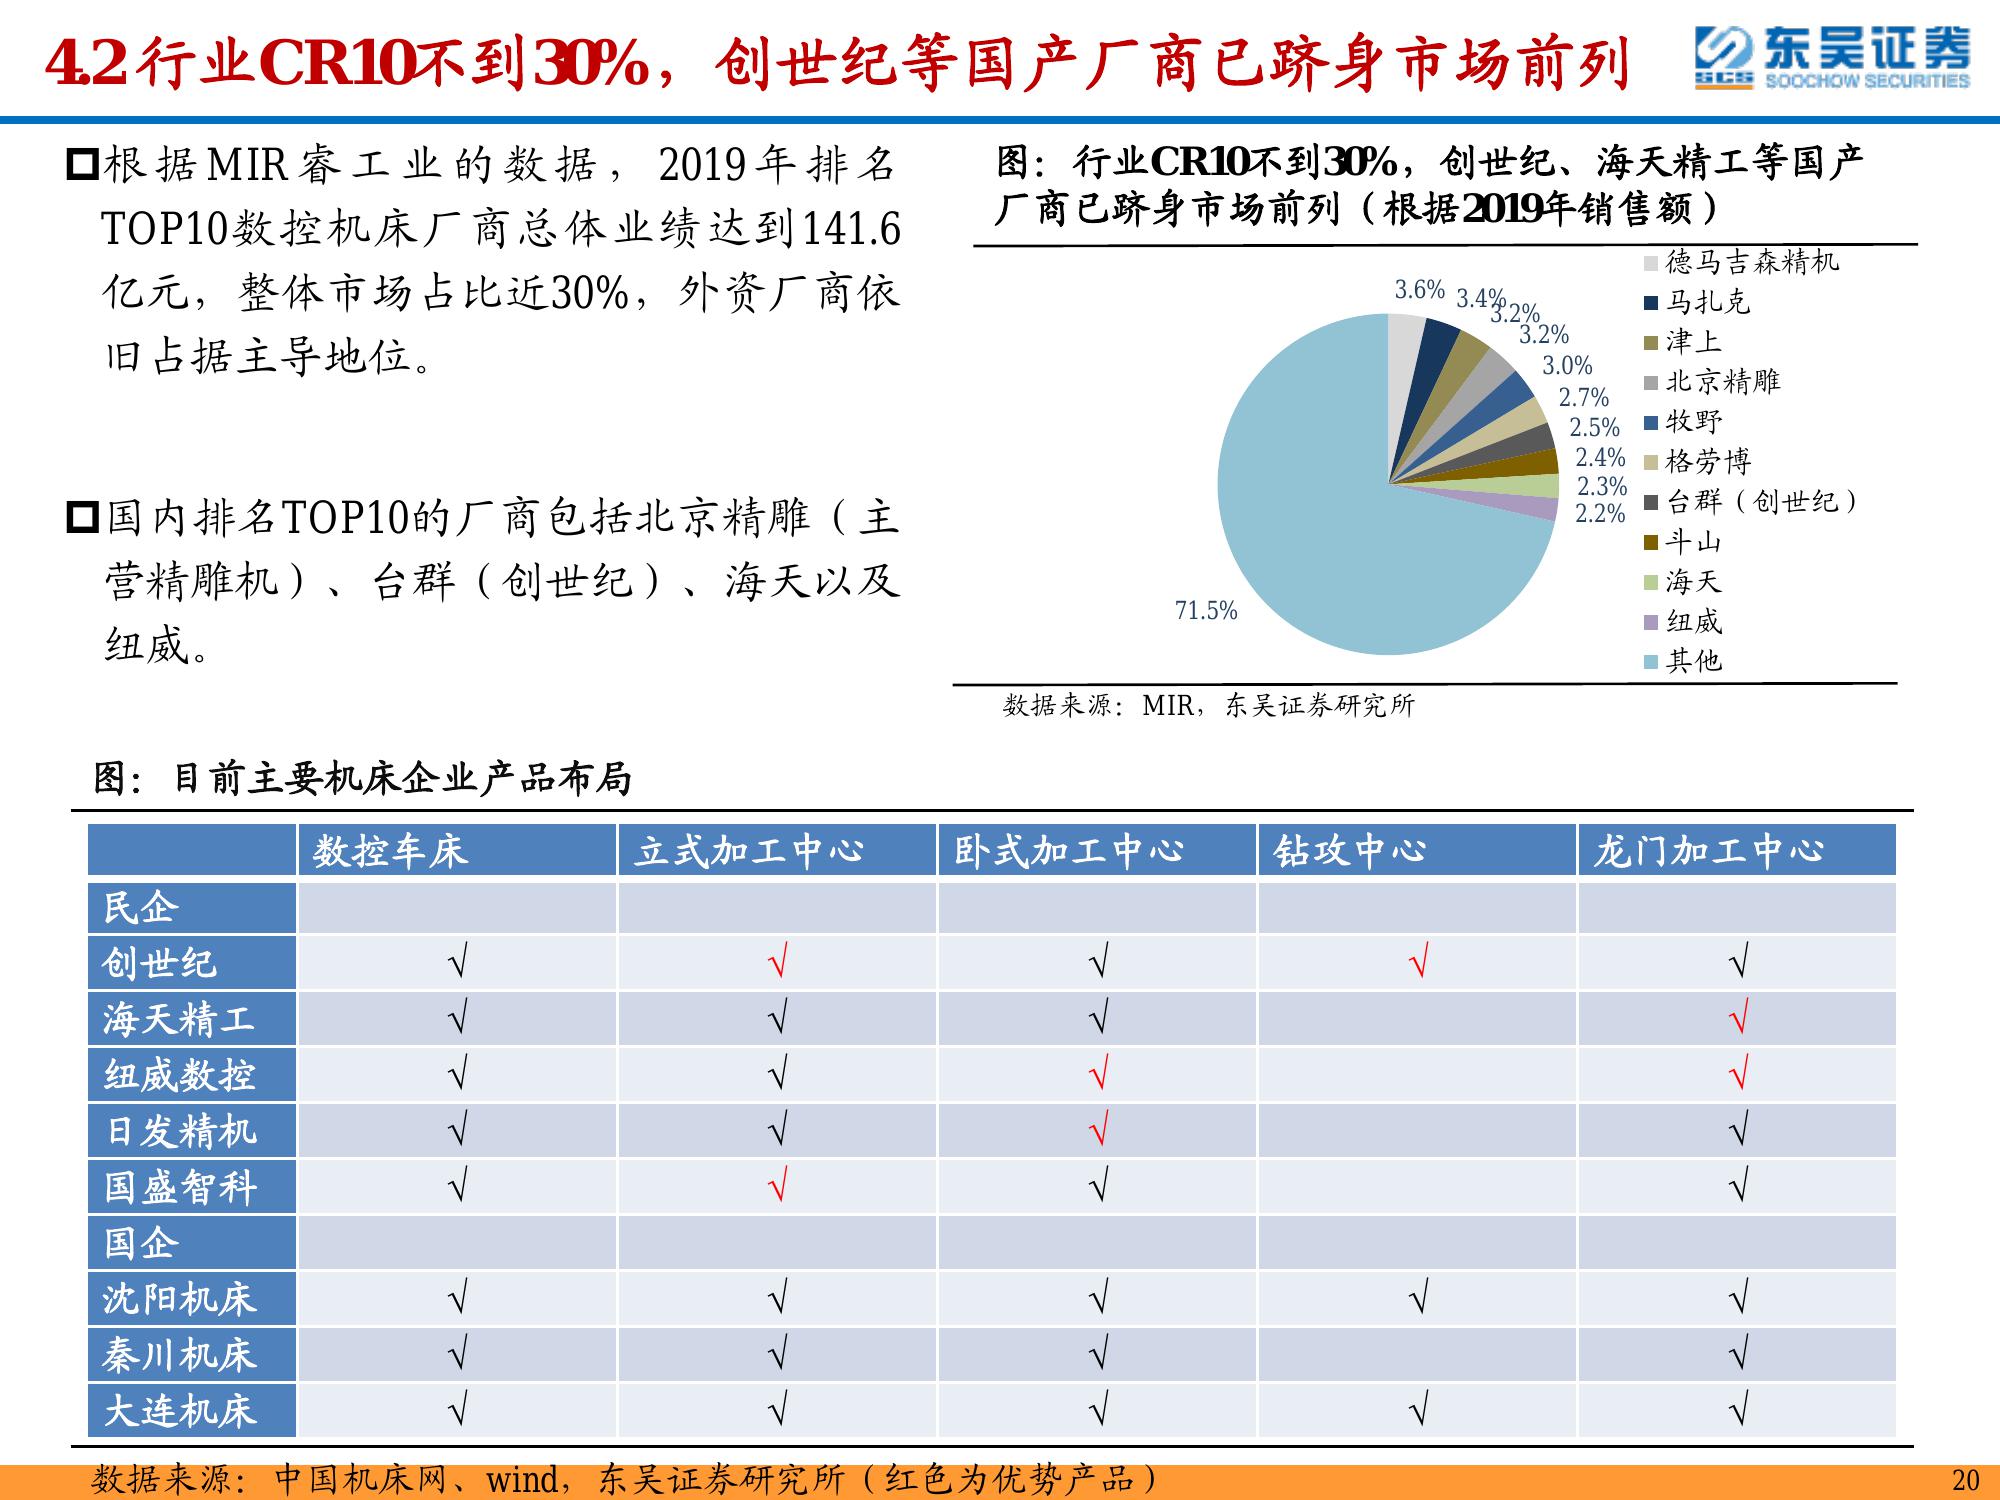 4.2 行业CR10不到30%，创世纪等国产厂商已跻身市场前列
东吴证券
SCS SOOCHOW SECURITIES
根据MIR睿工业的数据，2019年排名
TOP10数控机床厂商总体业绩达到141.6
亿元，整体市场占比近30%，外资厂商依
旧占据主导地位。
国内排名TOP10的厂商包括北京精雕（主
营精雕机）、台群（创世纪）、海天以及
纽威。
图：行业CR10不到30%，创世纪、海天精工等国产
厂商已跻身市场前列（根据2019年销售额）
3.6%
3.4%
3.2%
3.2%
3.0%
2.7%
2.5%
2.4%
2.3%
2.2%
71.5%
德马吉森精机
马扎克
津上
北京精雕
牧野
格劳博
台群（创世纪）
斗山
海天
纽威
其他
数据来源：MIR，东吴证券研究所
图：目前主要机床企业产品布局
数控车床 立式加工中心 卧式加工中心 钻攻中心 龙门加工中心
民企
创世纪 √ √ √ √ √
海天精工 √ √ √ √
纽威数控 √ √ √ √
日发精机 √ √ √ √
国盛智科 √ √ √ √
国企
沈阳机床 √ √ √ √ √
秦川机床 √ √ √ √
大连机床 √ √ √ √ √
数据来源：中国机床网、wind，东吴证券研究所（红色为优势产品）
20